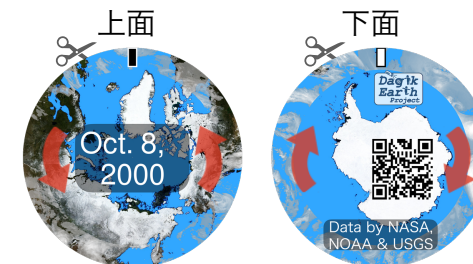 上面
下面
Oct. 8,
2000
Dagik
Earth
Project
Data by NASA,
NOAA & USGS